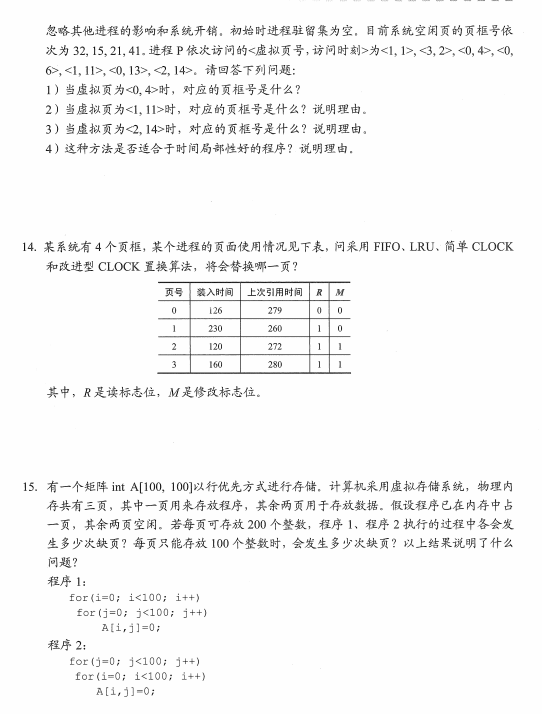 忽略其他进程的影响和系统开销。初始时进程驻留集为空。目前系统空闲页的页框号依
次为 32, 15, 21, 41。进程 P 依次访问的<虚拟页号, 访问时刻>为<1, 1>, <3, 2>, <0, 4>, <0,
6>, <1, 11>, <0, 13>, <2, 14>。请回答下列问题：
1）当虚拟页为<0, 4>时，对应的页框号是什么？
2）当虚拟页为<1, 11>时，对应的页框号是什么？说明理由。
3）当虚拟页为<2, 14>时，对应的页框号是什么？说明理由。
4）这种方法是否适合于时间局部性好的程序？说明理由。
14. 某系统有 4 个页框，某个进程的页面使用情况见下表，问采用 FIFO、LRU、简单 CLOCK
和改进型 CLOCK 置换算法，将会替换哪一页？
页号 装入时间 上次引用时间 R M
0 126 279 0 0
1 230 260 1 0
2 120 272 1 1
3 160 280 1 1
其中，R 是读标志位，M 是修改标志位。
15. 有一个矩阵 int A[100, 100]以行优先方式进行存储。计算机采用虚拟存储系统，物理内
存共有三页，其中一页用来存放程序，其余两页用于存放数据。假设程序已在内存中占
一页，其余两页空闲。若每页可存放 200 个整数，程序 1、程序 2 执行的过程中各会发
生多少次缺页？每页只能存放 100 个整数时，会发生多少次缺页？以上结果说明了什么
问题？
程序 1：
for(i=0; i<100; i++)
for(j=0; j<100; j++)
A[i,j]=0;
程序 2：
for(j=0; j<100; j++)
for(i=0; i<100; i++)
A[i,j]=0;